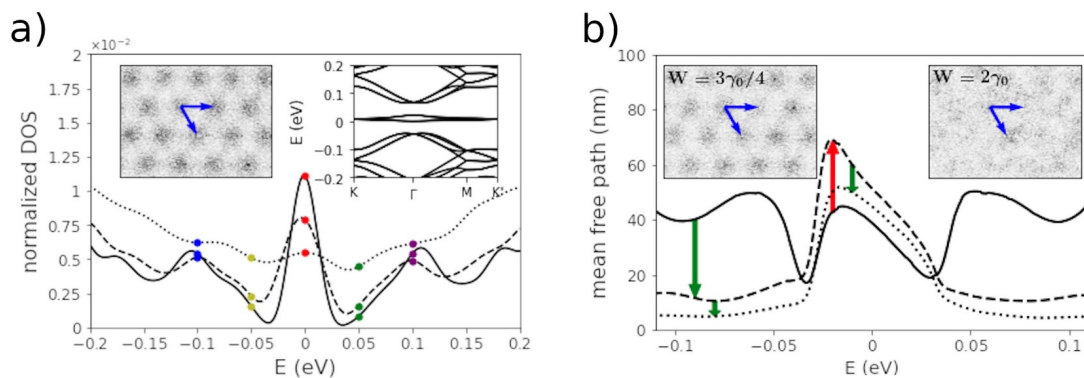 a)
×10⁻²
2
1.75
1.5
1.25
1
0.75
0.5
0.25
0
normalized DOS
−0.2 −0.15 −0.1 −0.05 0 0.05 0.1 0.15 0.2
E (eV)
0.2
0.1
0.0
−0.1
−0.2
E (eV)
K Γ M K'
b)
100
80
60
40
20
0
mean free path (nm)
W = 3γ₀/4
W = 2γ₀
−0.1 −0.05 0 0.05 0.1
E (eV)